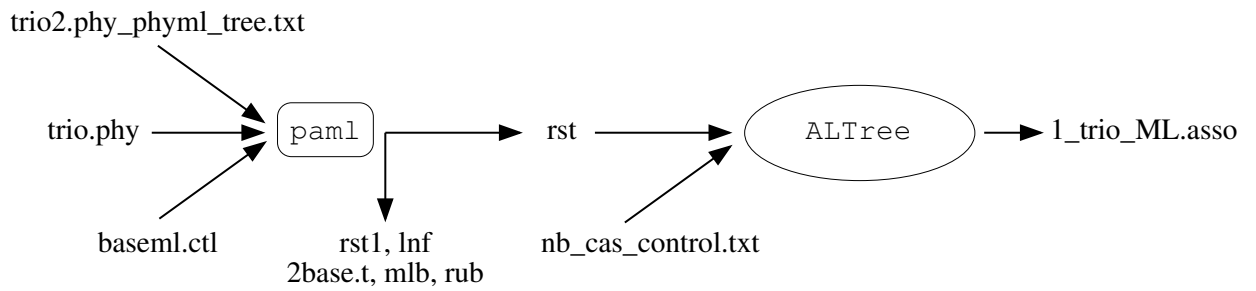 trio2.phy_phyml_tree.txt
trio.phy
paml
rst
ALTree
1_trio_ML.asso
baseml.ctl
rst1, lnf
2base.t, mlb, rub
nb_cas_control.txt